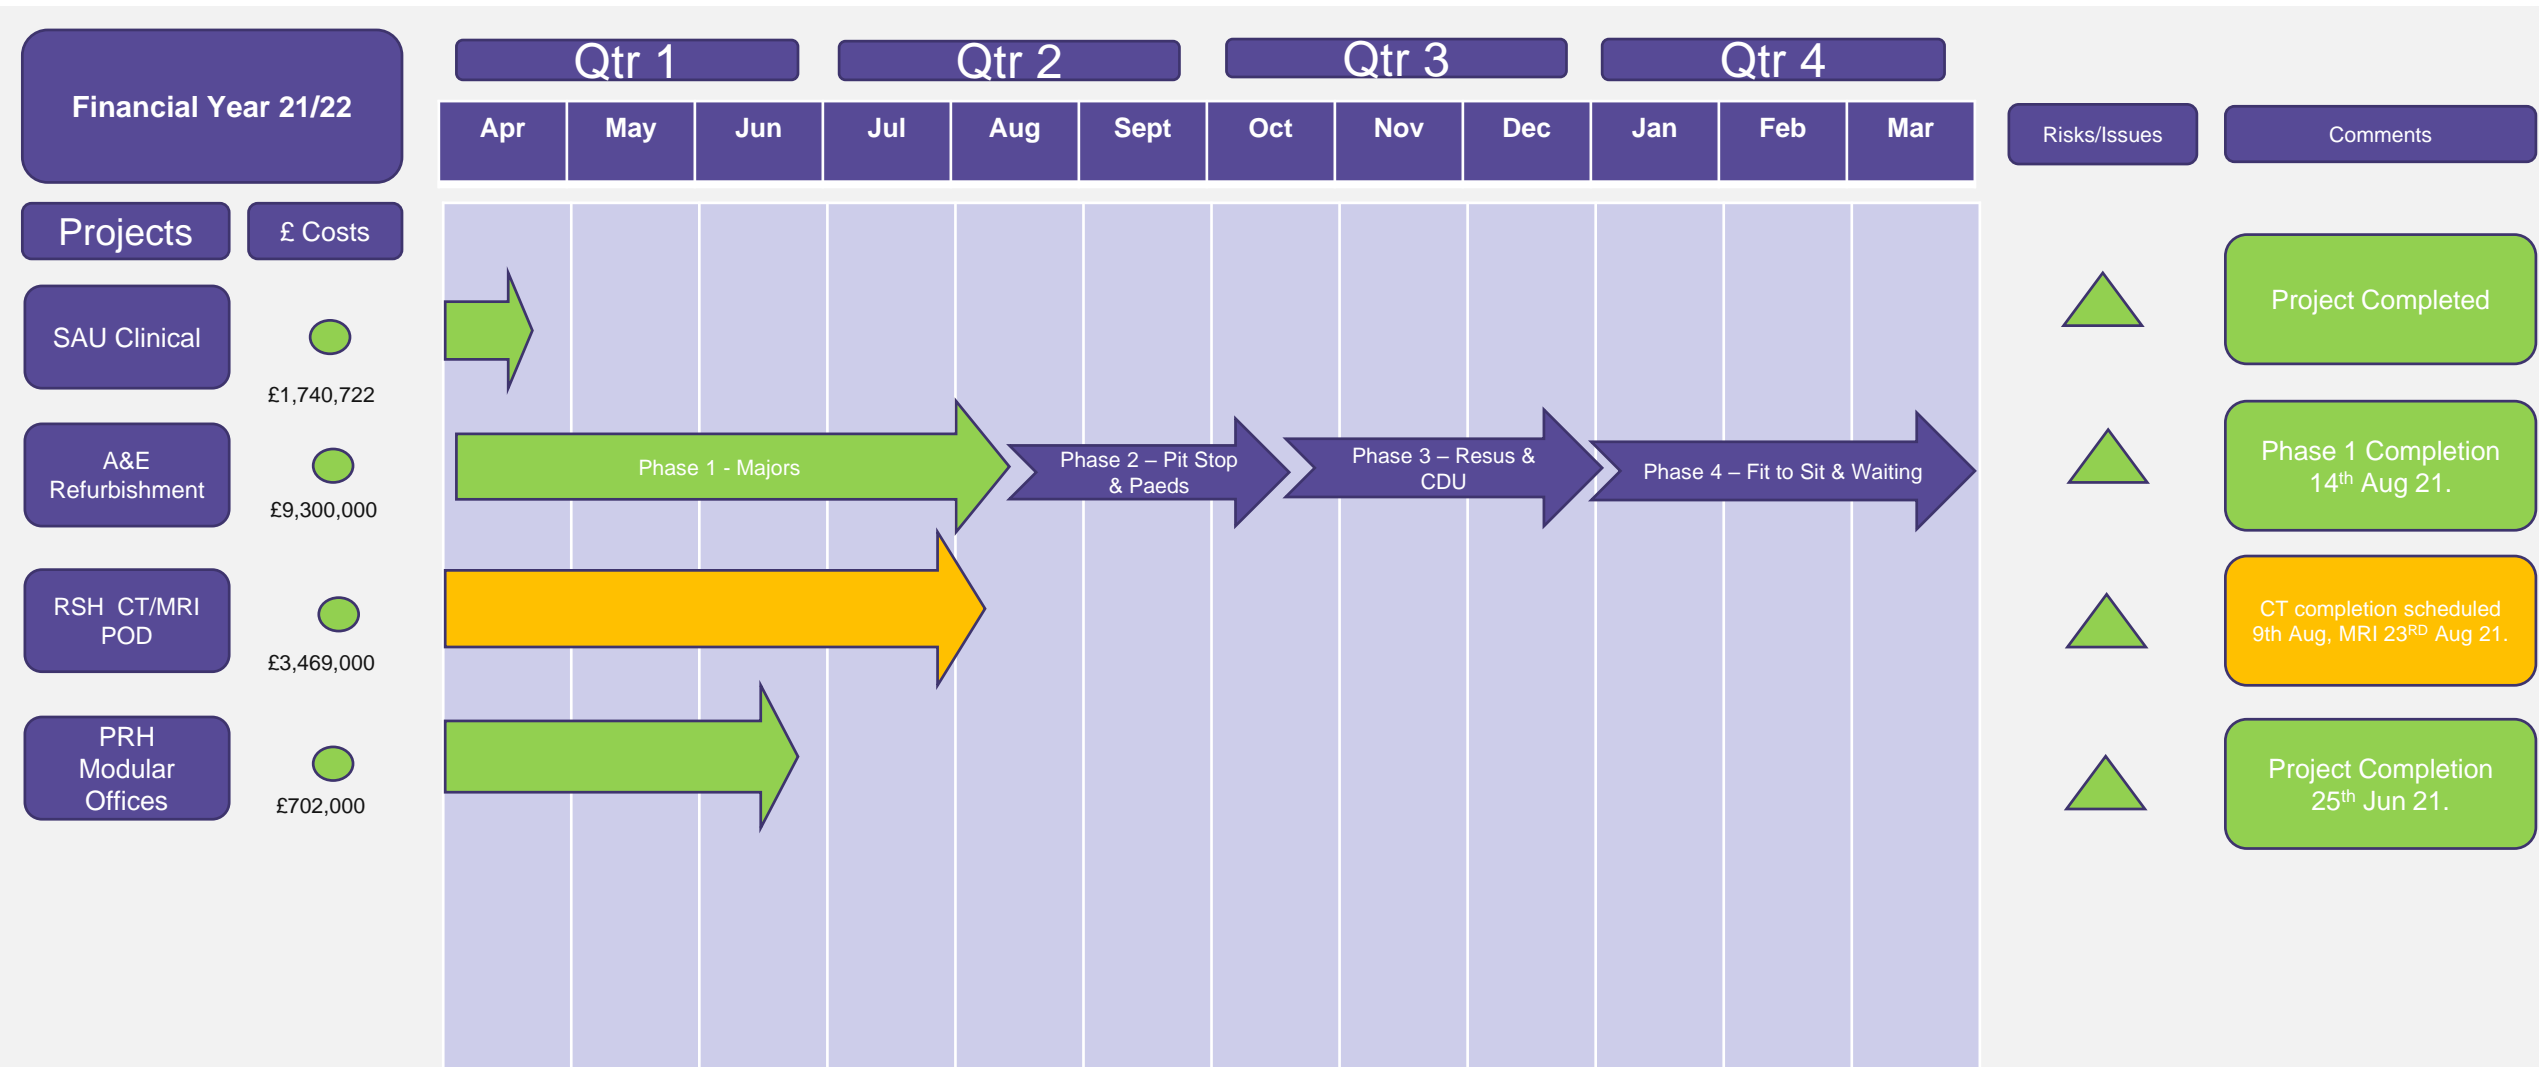 Financial Year 21/22
Qtr 1
Qtr 2
Qtr 3
Qtr 4
Apr
May
Jun
Jul
Aug
Sept
Oct
Nov
Dec
Jan
Feb
Mar
Risks/Issues
Comments
Projects
£ Costs
SAU Clinical
£1,740,722
Project Completed
A&E
Refurbishment
£9,300,000
Phase 1 - Majors
Phase 2 – Pit Stop
& Paeds
Phase 3 – Resus &
CDU
Phase 4 – Fit to Sit & Waiting
Phase 1 Completion
14th Aug 21.
RSH CT/MRI
POD
£3,469,000
CT completion scheduled
9th Aug, MRI 23RD Aug 21.
PRH
Modular
Offices
£702,000
Project Completion
25th Jun 21.